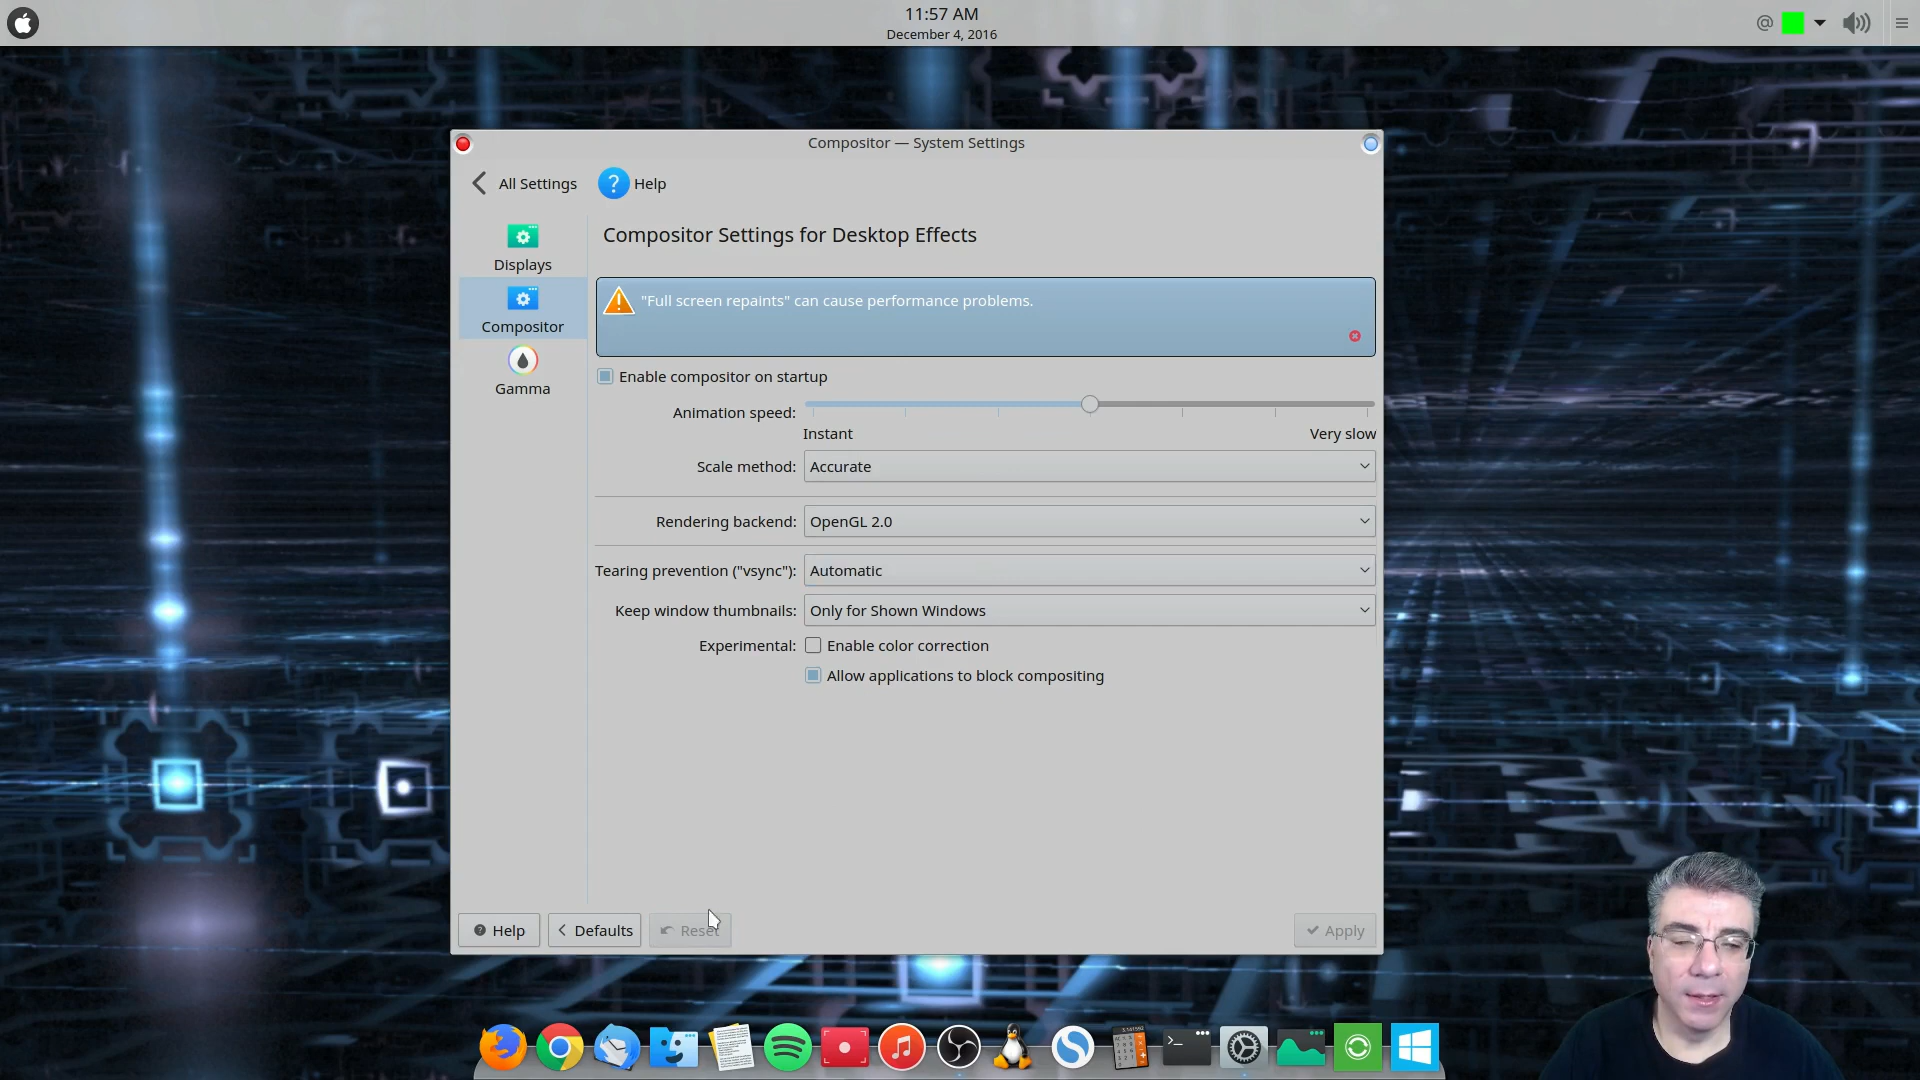 11:57 AM
December 4, 2016
@
Compositor — System Settings
All Settings
? Help
Compositor Settings for Desktop Effects
Displays
Compositor
Gamma
"Full screen repaints" can cause performance problems.
Enable compositor on startup
Animation speed:
Instant Very slow
Scale method: Accurate
Rendering backend: OpenGL 2.0
Tearing prevention ("vsync"): Automatic
Keep window thumbnails: Only for Shown Windows
Experimental: Enable color correction
Allow applications to block compositing
Help Defaults Reset Apply